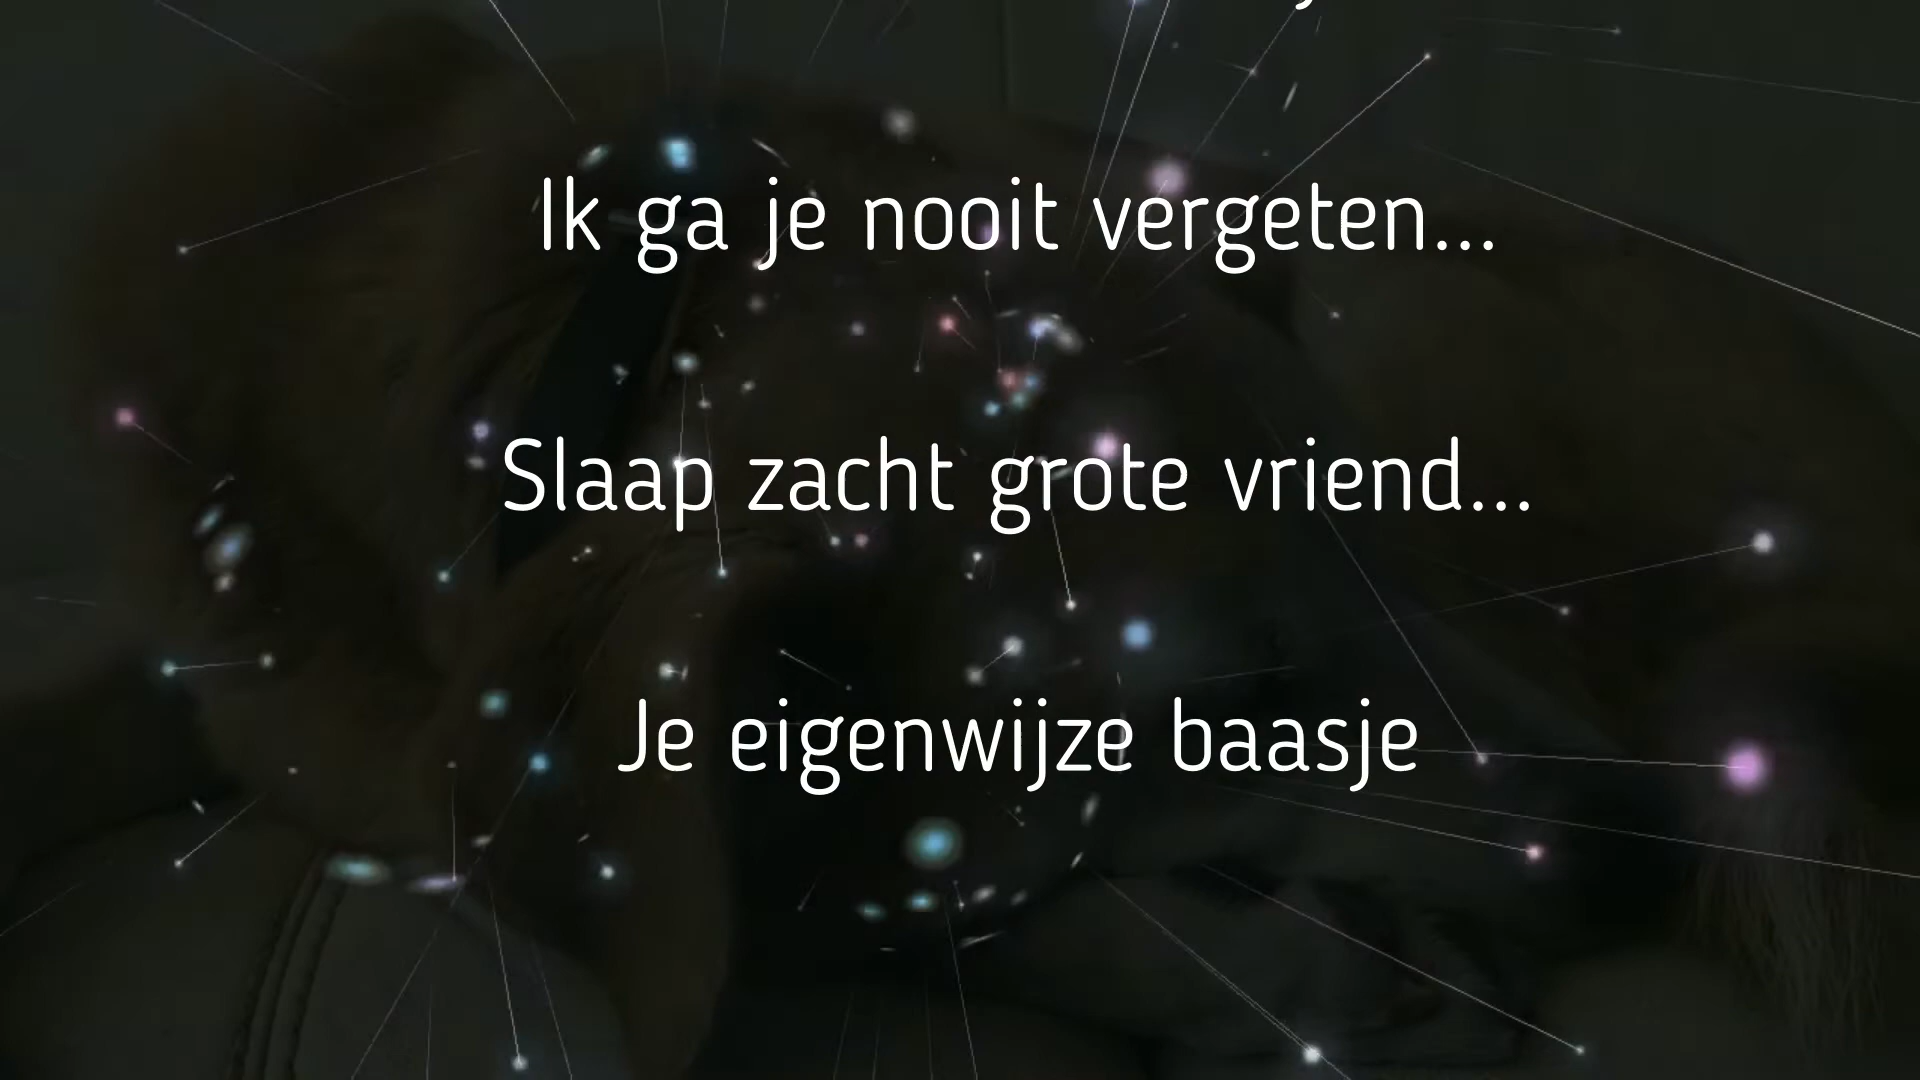 Ik ga je nooit vergeten...
Slaap zacht grote vriend...
Je eigenwijze baasje